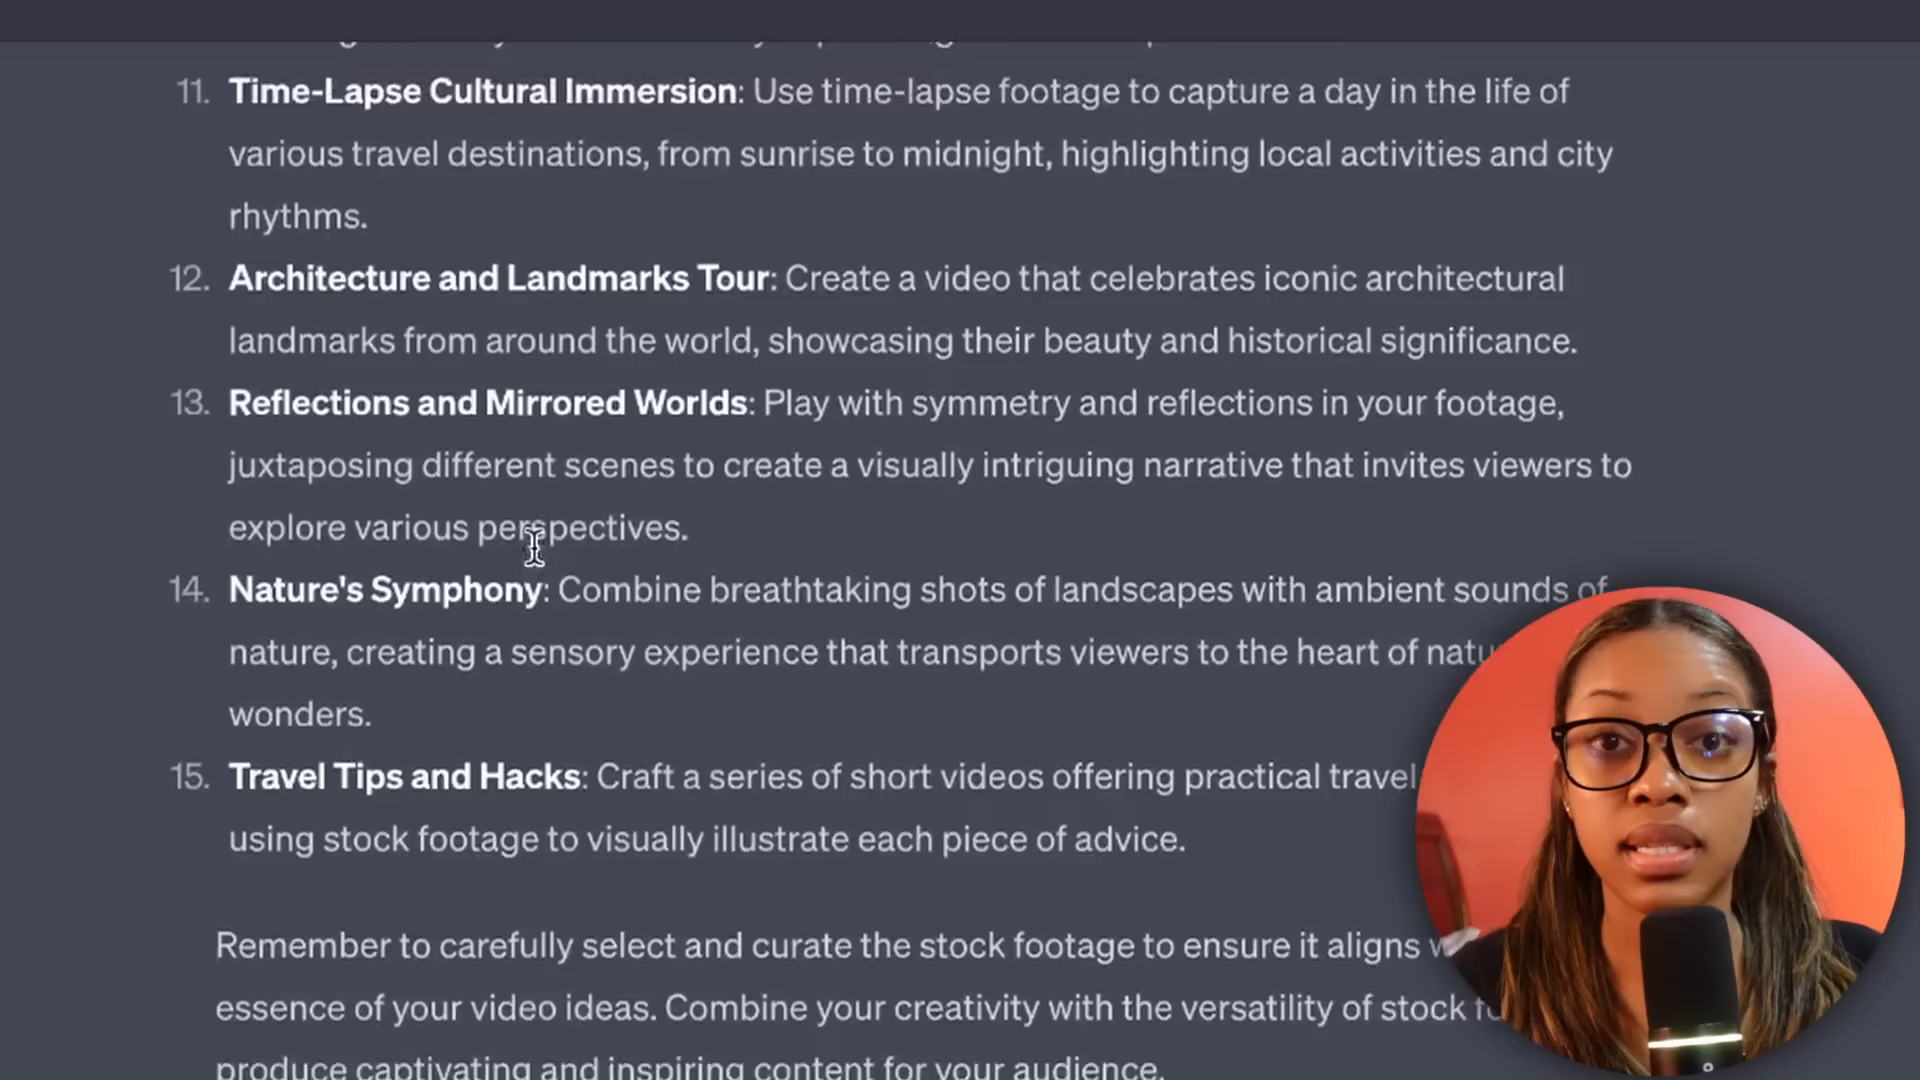 11. Time-Lapse Cultural Immersion: Use time-lapse footage to capture a day in the life of
various travel destinations, from sunrise to midnight, highlighting local activities and city
rhythms.
12. Architecture and Landmarks Tour: Create a video that celebrates iconic architectural
landmarks from around the world, showcasing their beauty and historical significance.
13. Reflections and Mirrored Worlds: Play with symmetry and reflections in your footage,
juxtaposing different scenes to create a visually intriguing narrative that invites viewers to
explore various perspectives.
14. Nature's Symphony: Combine breathtaking shots of landscapes with ambient sounds of
nature, creating a sensory experience that transports viewers to the heart of
wonders.
15. Travel Tips and Hacks: Craft a series of short videos offering practical travel
using stock footage to visually illustrate each piece of advice.
Remember to carefully select and curate the stock footage to ensure it aligns
essence of your video ideas. Combine your creativity with the versatility of stock
produce captivating and inspiring content for your audience.